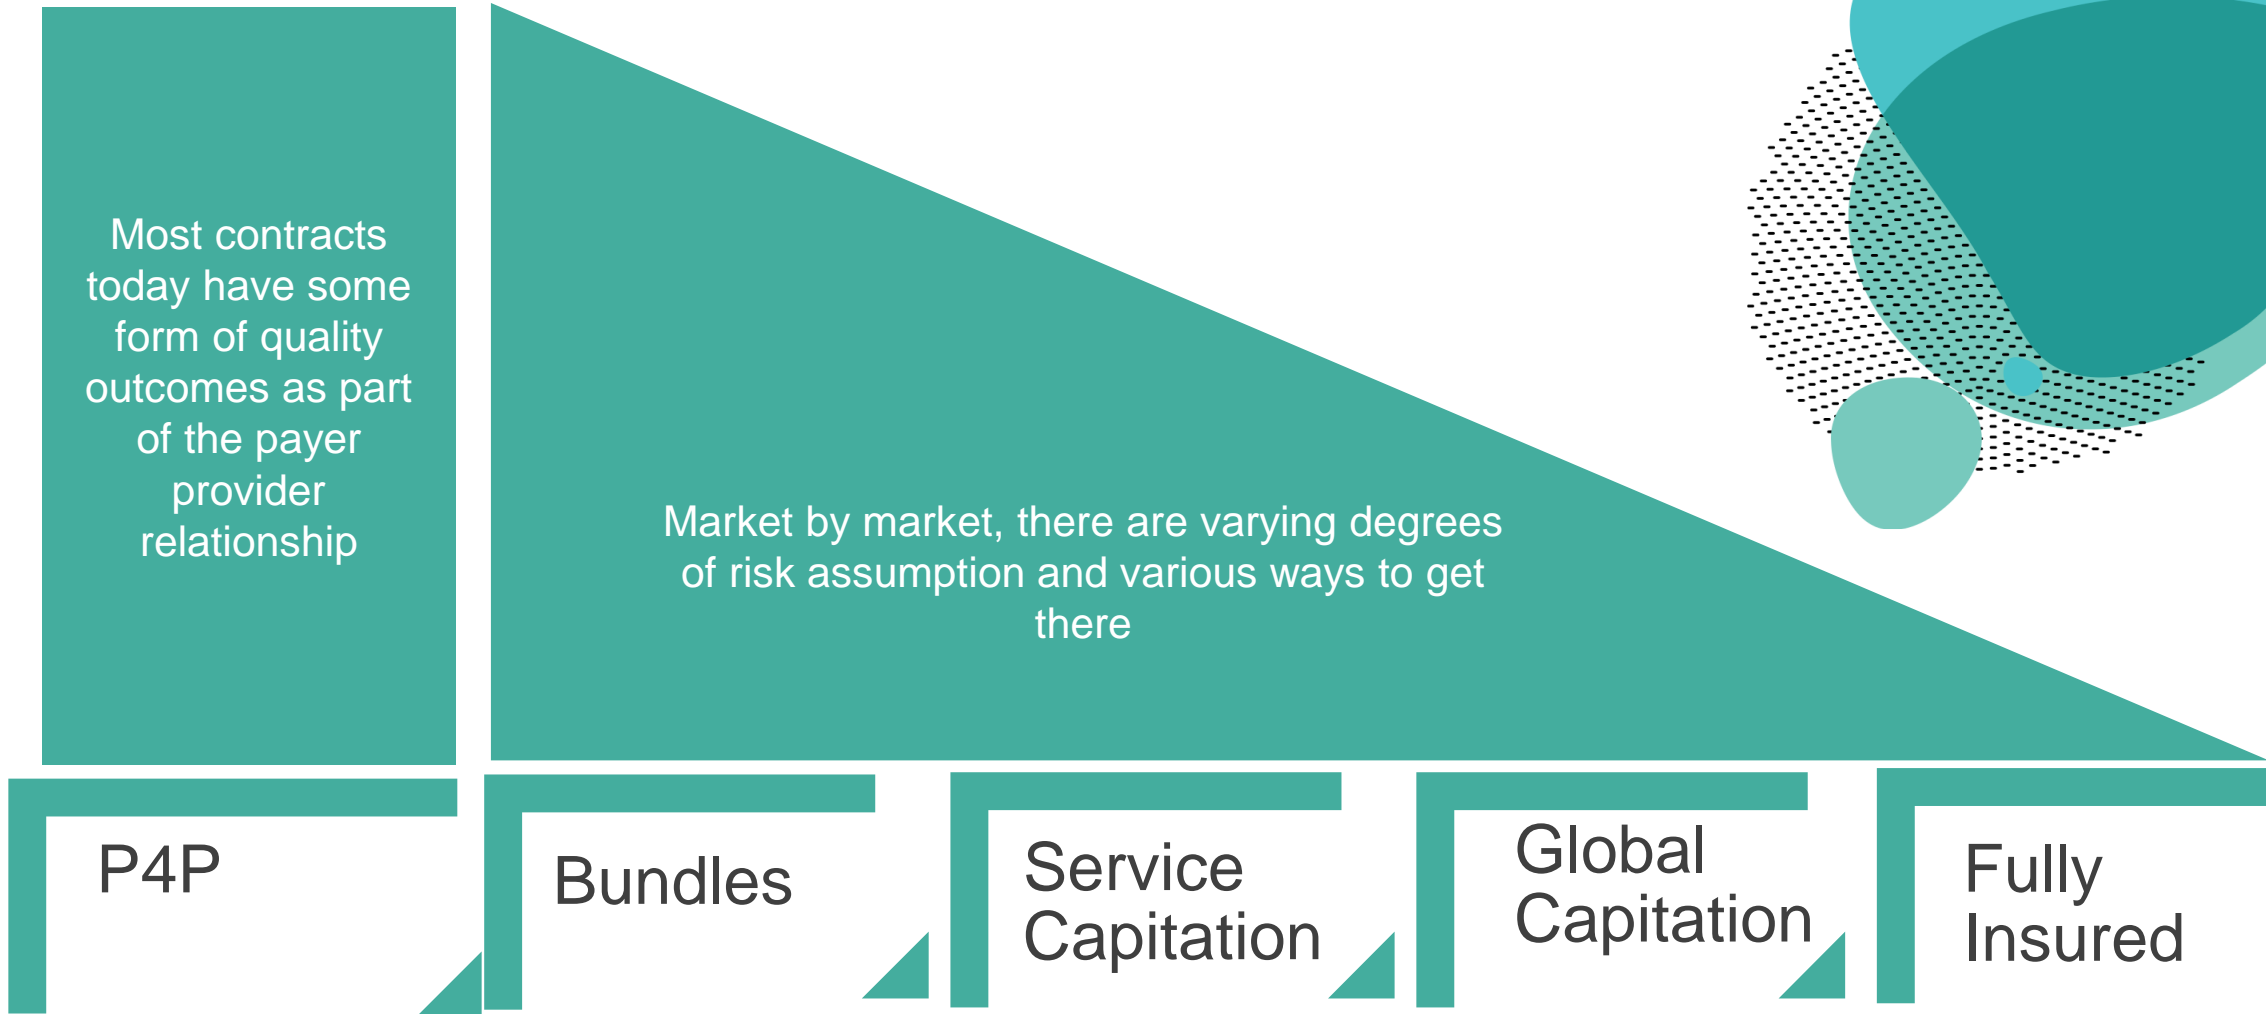 Most contracts
today have some
form of quality
outcomes as part
of the payer
provider
relationship
Market by market, there are varying degrees
of risk assumption and various ways to get
there
P4P
Bundles
Service
Capitation
Global
Capitation
Fully
Insured